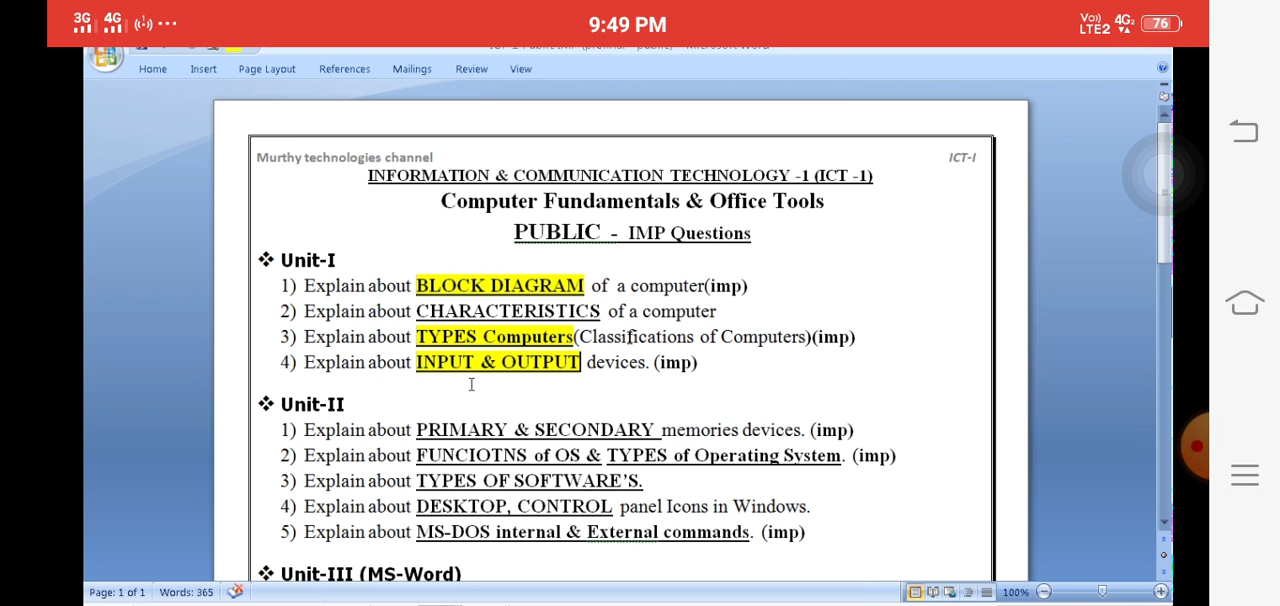 3G 4G 9:49 PM Vo)) LTE2 4G2 76
Home Insert Page Layout References Mailings Review View
Murthy technologies channel ICT-I
INFORMATION & COMMUNICATION TECHNOLOGY -1 (ICT -1)
Computer Fundamentals & Office Tools
PUBLIC - IMP Questions
❖ Unit-I
1) Explain about BLOCK DIAGRAM of a computer(imp)
2) Explain about CHARACTERISTICS of a computer
3) Explain about TYPES Computers(Classifications of Computers)(imp)
4) Explain about INPUT & OUTPUT devices. (imp)
❖ Unit-II
1) Explain about PRIMARY & SECONDARY memories devices. (imp)
2) Explain about FUNCIOTNS of OS & TYPES of Operating System. (imp)
3) Explain about TYPES OF SOFTWARE'S.
4) Explain about DESKTOP, CONTROL panel Icons in Windows.
5) Explain about MS-DOS internal & External commands. (imp)
❖ Unit-III (MS-Word)
Page: 1 of 1 Words: 365 100%